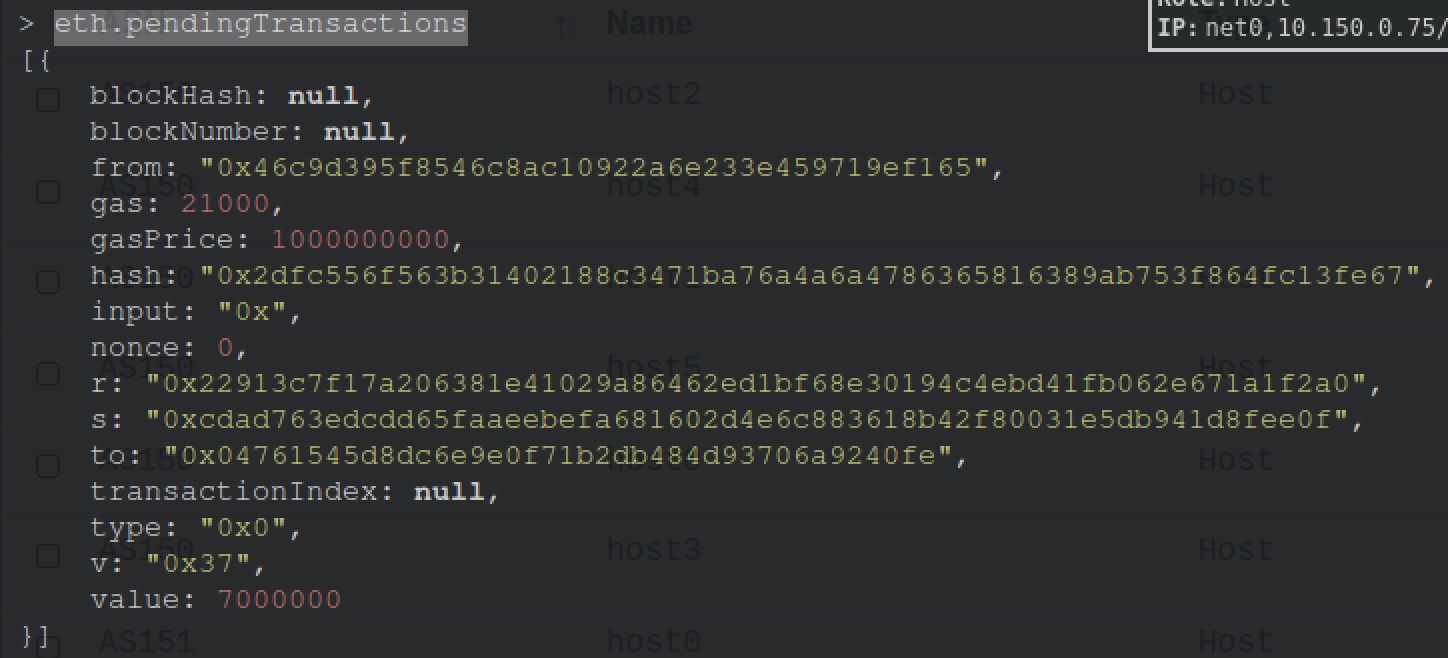 > eth.pendingTransactions
Name
Role: Host
IP: net0,10.150.0.75/
[{
blockHash: null,
host2
Host
blockNumber: null,
from: "0x46c9d395f8546c8ac10922a6e233e459719ef165",
AS150
host4
Host
gas: 21000,
gasPrice: 1000000000,
hash: "0x2dfc556f563b31402188c3471ba76a4a6a4786365816389ab753f864fc13fe67",
input: "0x",
nonce: 0,
AS150
host5
Host
r: "0x22913c7f17a206381e41029a86462ed1bf68e30194c4ebd41fb062e671a1f2a0",
s: "0xcdad763edcdd65faaeebefa681602d4e6c883618b42f80031e5db941d8fee0f",
to: "0x04761545d8dc6e9e0f71b2db484d93706a9240fe",
Host
transactionIndex: null,
type: "0x0",
AS150
host3
Host
v: "0x37",
value: 7000000
}]
AS151
host0
Host